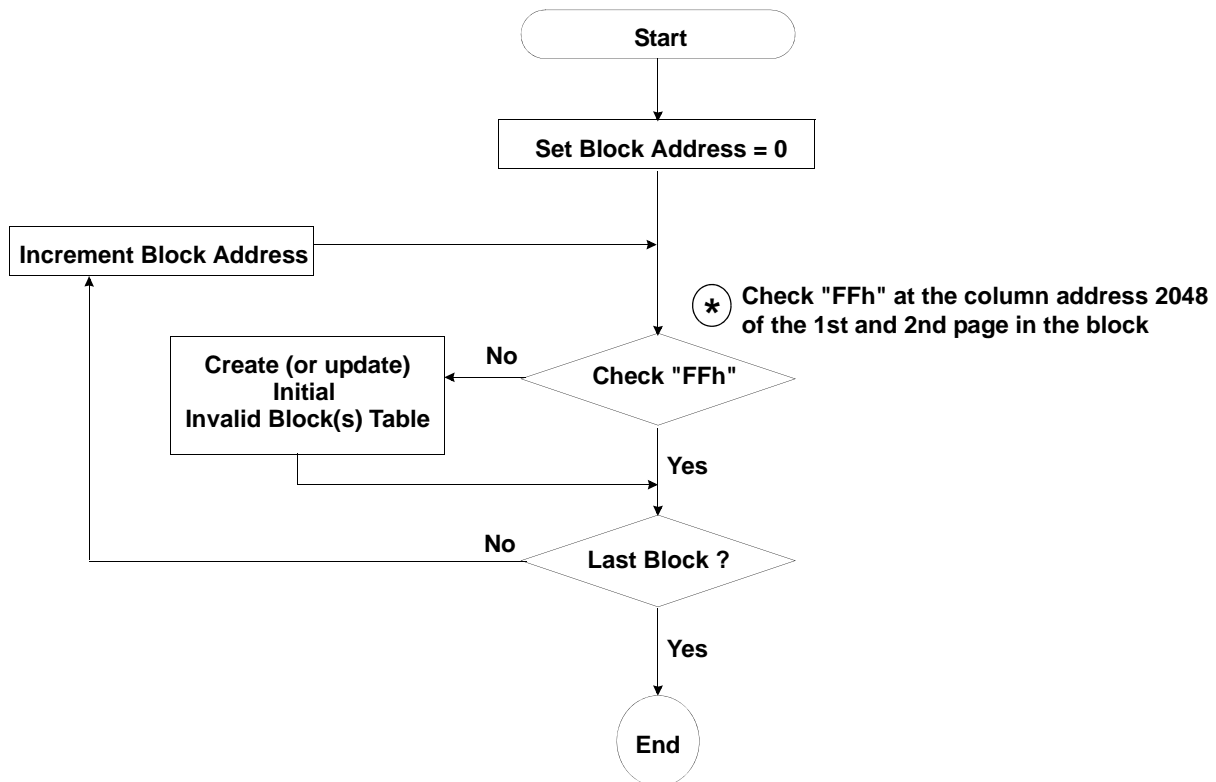 Start
Set Block Address = 0
Increment Block Address
* Check "FFh" at the column address 2048
of the 1st and 2nd page in the block
No
Create (or update)
Initial
Invalid Block(s) Table
Check "FFh"
Yes
No
Last Block ?
Yes
End